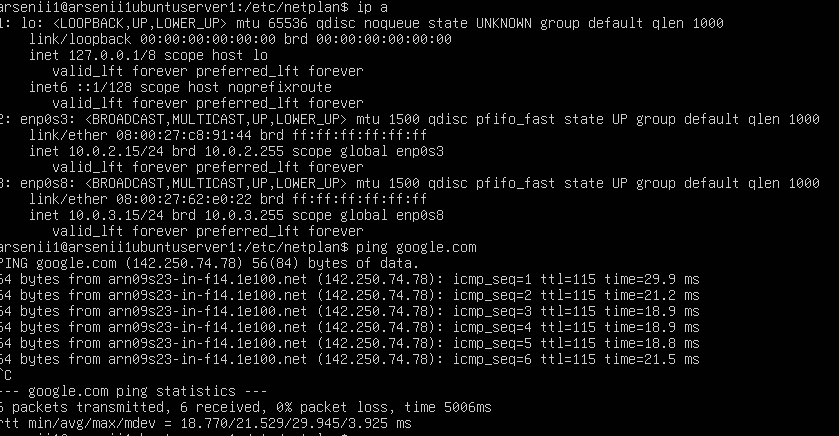 arsenii1@arsenii1ubuntuserver1:/etc/netplan$ ip a
1: lo: <LOOPBACK,UP,LOWER_UP> mtu 65536 qdisc noqueue state UNKNOWN group default qlen 1000
link/loopback 00:00:00:00:00:00 brd 00:00:00:00:00:00
inet 127.0.0.1/8 scope host lo
valid_lft forever preferred_lft forever
inet6 ::1/128 scope host noprefixroute
valid_lft forever preferred_lft forever
2: enp0s3: <BROADCAST,MULTICAST,UP,LOWER_UP> mtu 1500 qdisc pfifo_fast state UP group default qlen 1000
link/ether 08:00:27:c8:91:44 brd ff:ff:ff:ff:ff:ff
inet 10.0.2.15/24 brd 10.0.2.255 scope global enp0s3
valid_lft forever preferred_lft forever
3: enp0s8: <BROADCAST,MULTICAST,UP,LOWER_UP> mtu 1500 qdisc pfifo_fast state UP group default qlen 1000
link/ether 08:00:27:62:e0:22 brd ff:ff:ff:ff:ff:ff
inet 10.0.3.15/24 brd 10.0.3.255 scope global enp0s8
valid_lft forever preferred_lft forever
arsenii1@arsenii1ubuntuserver1:/etc/netplan$ ping google.com
PING google.com (142.250.74.78) 56(84) bytes of data.
64 bytes from arn09s23-in-f14.1e100.net (142.250.74.78): icmp_seq=1 ttl=115 time=29.9 ms
64 bytes from arn09s23-in-f14.1e100.net (142.250.74.78): icmp_seq=2 ttl=115 time=21.2 ms
64 bytes from arn09s23-in-f14.1e100.net (142.250.74.78): icmp_seq=3 ttl=115 time=18.9 ms
64 bytes from arn09s23-in-f14.1e100.net (142.250.74.78): icmp_seq=4 ttl=115 time=18.9 ms
64 bytes from arn09s23-in-f14.1e100.net (142.250.74.78): icmp_seq=5 ttl=115 time=18.8 ms
64 bytes from arn09s23-in-f14.1e100.net (142.250.74.78): icmp_seq=6 ttl=115 time=21.5 ms
^C
--- google.com ping statistics ---
6 packets transmitted, 6 received, 0% packet loss, time 5006ms
rtt min/avg/max/mdev = 18.770/21.529/29.945/3.925 ms